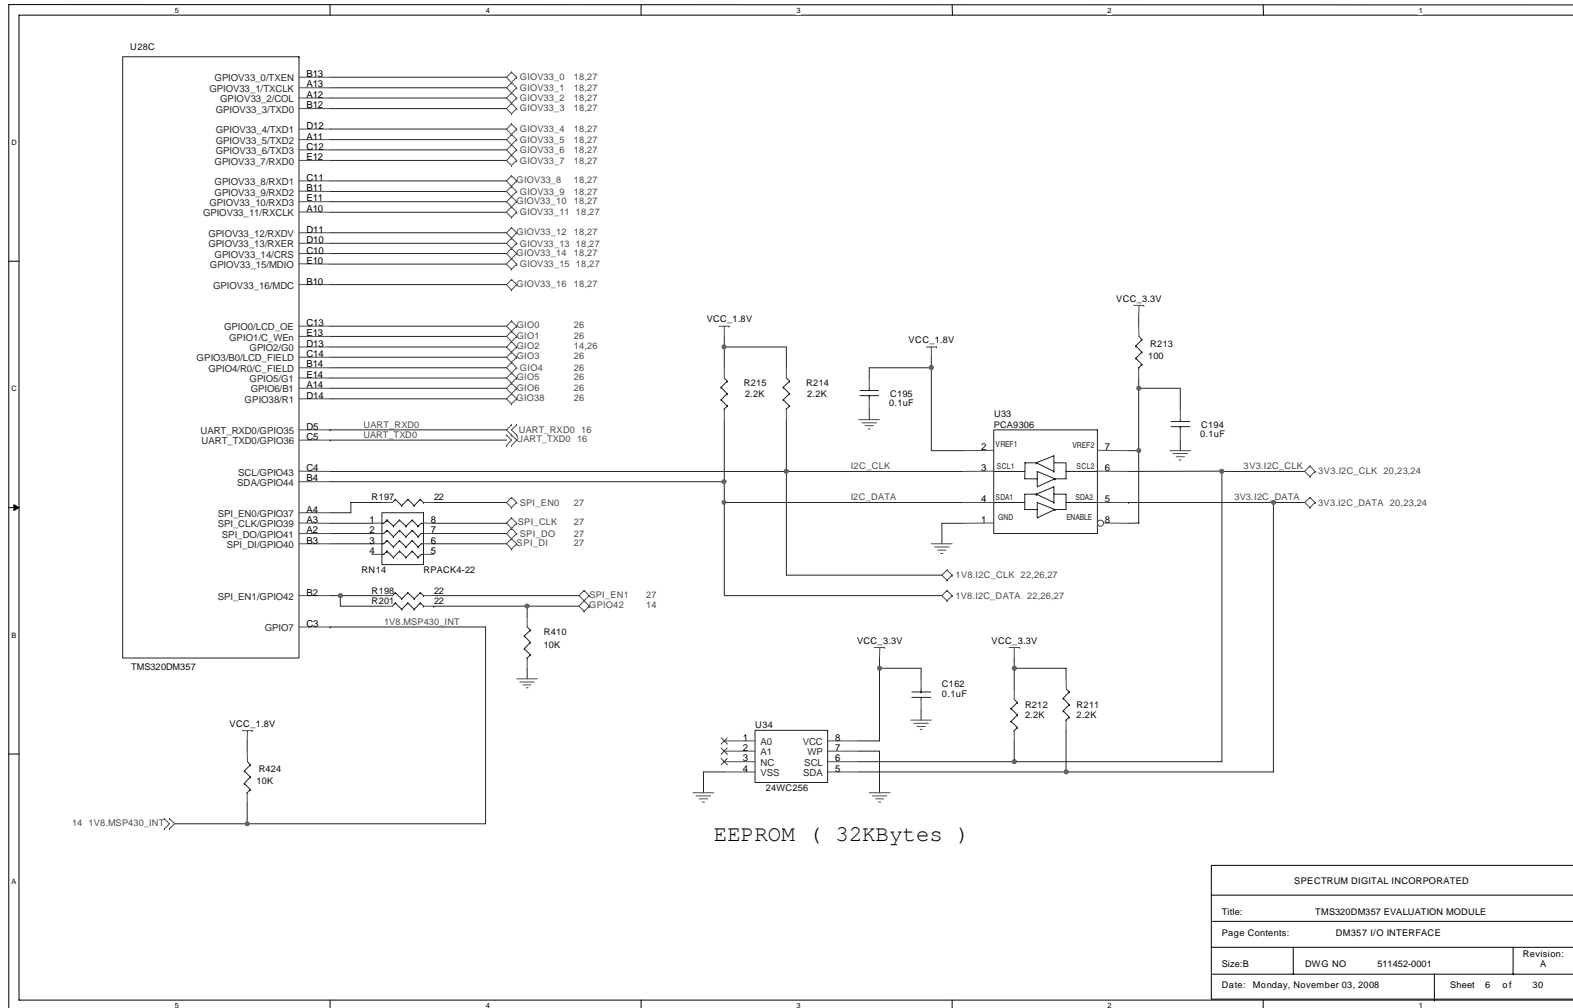 5 4 3 2 1
D
C
B
A
U28C
GPIOV33_0/TXEN B13 GIOV33_0 18,27
GPIOV33_1/TXCLK A13 GIOV33_1 18,27
GPIOV33_2/COL A12 GIOV33_2 18,27
GPIOV33_3/TXD0 B12 GIOV33_3 18,27
GPIOV33_4/TXD1 D12 GIOV33_4 18,27
GPIOV33_5/TXD2 A11 GIOV33_5 18,27
GPIOV33_6/TXD3 C12 GIOV33_6 18,27
GPIOV33_7/RXD0 E12 GIOV33_7 18,27
GPIOV33_8/RXD1 C11 GIOV33_8 18,27
GPIOV33_9/RXD2 B11 GIOV33_9 18,27
GPIOV33_10/RXD3 E11 GIOV33_10 18,27
GPIOV33_11/RXCLK A10 GIOV33_11 18,27
GPIOV33_12/RXDV D11 GIOV33_12 18,27
GPIOV33_13/RXER D10 GIOV33_13 18,27
GPIOV33_14/CRS C10 GIOV33_14 18,27
GPIOV33_15/MDIO E10 GIOV33_15 18,27
GPIOV33_16/MDC B10 GIOV33_16 18,27
GPIO0/LCD_OE C13 GIO0 26
GPIO1/C_WEn E13 GIO1 26
GPIO2/G0 D13 GIO2 14,26
GPIO3/B0/LCD_FIELD C14 GIO3 26
GPIO4/R0/C_FIELD B14 GIO4 26
GPIO5/G1 E14 GIO5 26
GPIO6/B1 A14 GIO6 26
GPIO38/R1 D14 GIO38 26
UART_RXD0/GPIO35 D5 UART_RXD0 UART_RXD0 16
UART_TXD0/GPIO36 C5 UART_TXD0 UART_TXD0 16
SCL/GPIO43 C4
SDA/GPIO44 B4
SPI_EN0/GPIO37 A4 R197 22 SPI_EN0 27
SPI_CLK/GPIO39 A3 1 8 SPI_CLK 27
SPI_DO/GPIO41 A2 2 7 SPI_DO 27
SPI_DI/GPIO40 B3 3 6 SPI_DI 27
4 5
RN14 RPACK4-22
SPI_EN1/GPIO42 B2 R198 22 SPI_EN1 27
R201 22 GPIO42 14
GPIO7 C3 1V8.MSP430_INT
R410
10K
TMS320DM357
VCC_1.8V
R424
10K
14 1V8.MSP430_INT
VCC_1.8V
R215
2.2K
R214
2.2K
VCC_1.8V
C195
0.1uF
VCC_3.3V
R213
100
C194
0.1uF
U33
PCA9306
2 VREF1 VREF2 7
I2C_CLK 3 SCL1 SCL2 6 3V3.I2C_CLK 3V3.I2C_CLK 20,23,24
I2C_DATA 4 SDA1 SDA2 5 3V3.I2C_DATA 3V3.I2C_DATA 20,23,24
1 GND ENABLE 8
1V8.I2C_CLK 22,26,27
1V8.I2C_DATA 22,26,27
VCC_3.3V
C162
0.1uF
VCC_3.3V
R212
2.2K
R211
2.2K
U34
1 A0 VCC 8
2 A1 WP 7
3 NC SCL 6
4 VSS SDA 5
24WC256
EEPROM ( 32KBytes )
SPECTRUM DIGITAL INCORPORATED
Title: TMS320DM357 EVALUATION MODULE
Page Contents: DM357 I/O INTERFACE
Size:B DWG NO 511452-0001 Revision: A
Date: Monday, November 03, 2008 Sheet 6 of 30
5 4 3 2 1